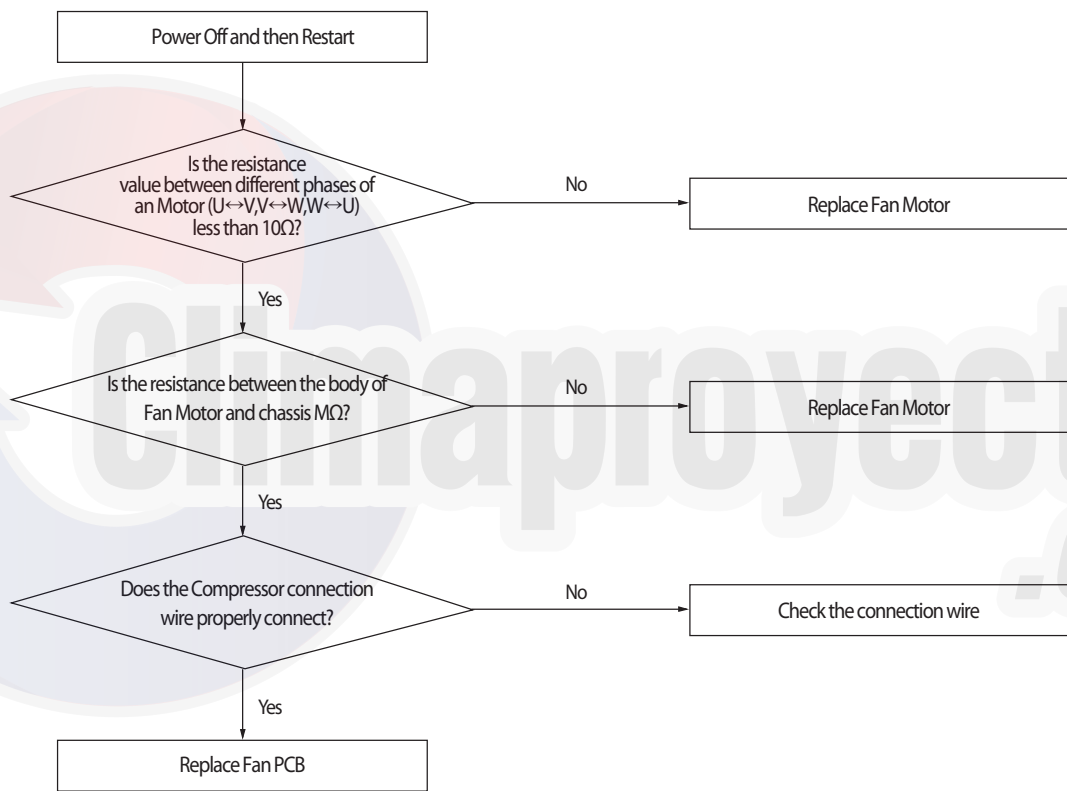 Power Off and then Restart
Is the resistance
value between different phases of
an Motor (U↔V,V↔W,W↔U)
less than 10Ω?
No
Replace Fan Motor
Yes
Is the resistance between the body of
Fan Motor and chassis MΩ?
No
Replace Fan Motor
Yes
Does the Compressor connection
wire properly connect?
No
Check the connection wire
Yes
Replace Fan PCB
Climaproyect